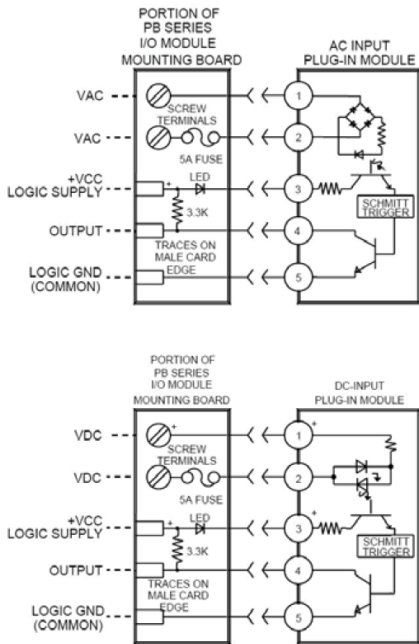 PORTION OF
PB SERIES
I/O MODULE
MOUNTING BOARD
AC INPUT
PLUG-IN MODULE
VAC
1
SCREW
TERMINALS
VAC
2
5A FUSE
+VCC
LOGIC SUPPLY
+
LED
3
3.3K
SCHMITT
TRIGGER
OUTPUT
4
TRACES ON
MALE CARD
EDGE
LOGIC GND
(COMMON)
5
PORTION OF
PB SERIES
I/O MODULE
MOUNTING BOARD
DC-INPUT
PLUG-IN MODULE
VDC
+
1
+
SCREW
TERMINALS
VDC
2
5A FUSE
+VCC
LOGIC SUPPLY
+
LED
3
3.3K
SCHMITT
TRIGGER
OUTPUT
4
TRACES ON
MALE CARD
EDGE
LOGIC GND
(COMMON)
5